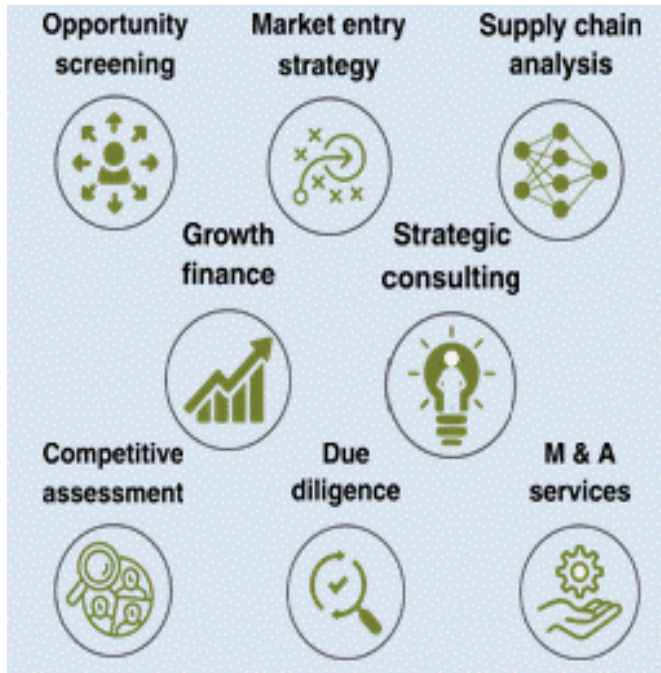 Opportunity
screening
Market entry
strategy
Supply chain
analysis
Growth
finance
Strategic
consulting
Competitive
assessment
Due
diligence
M & A
services